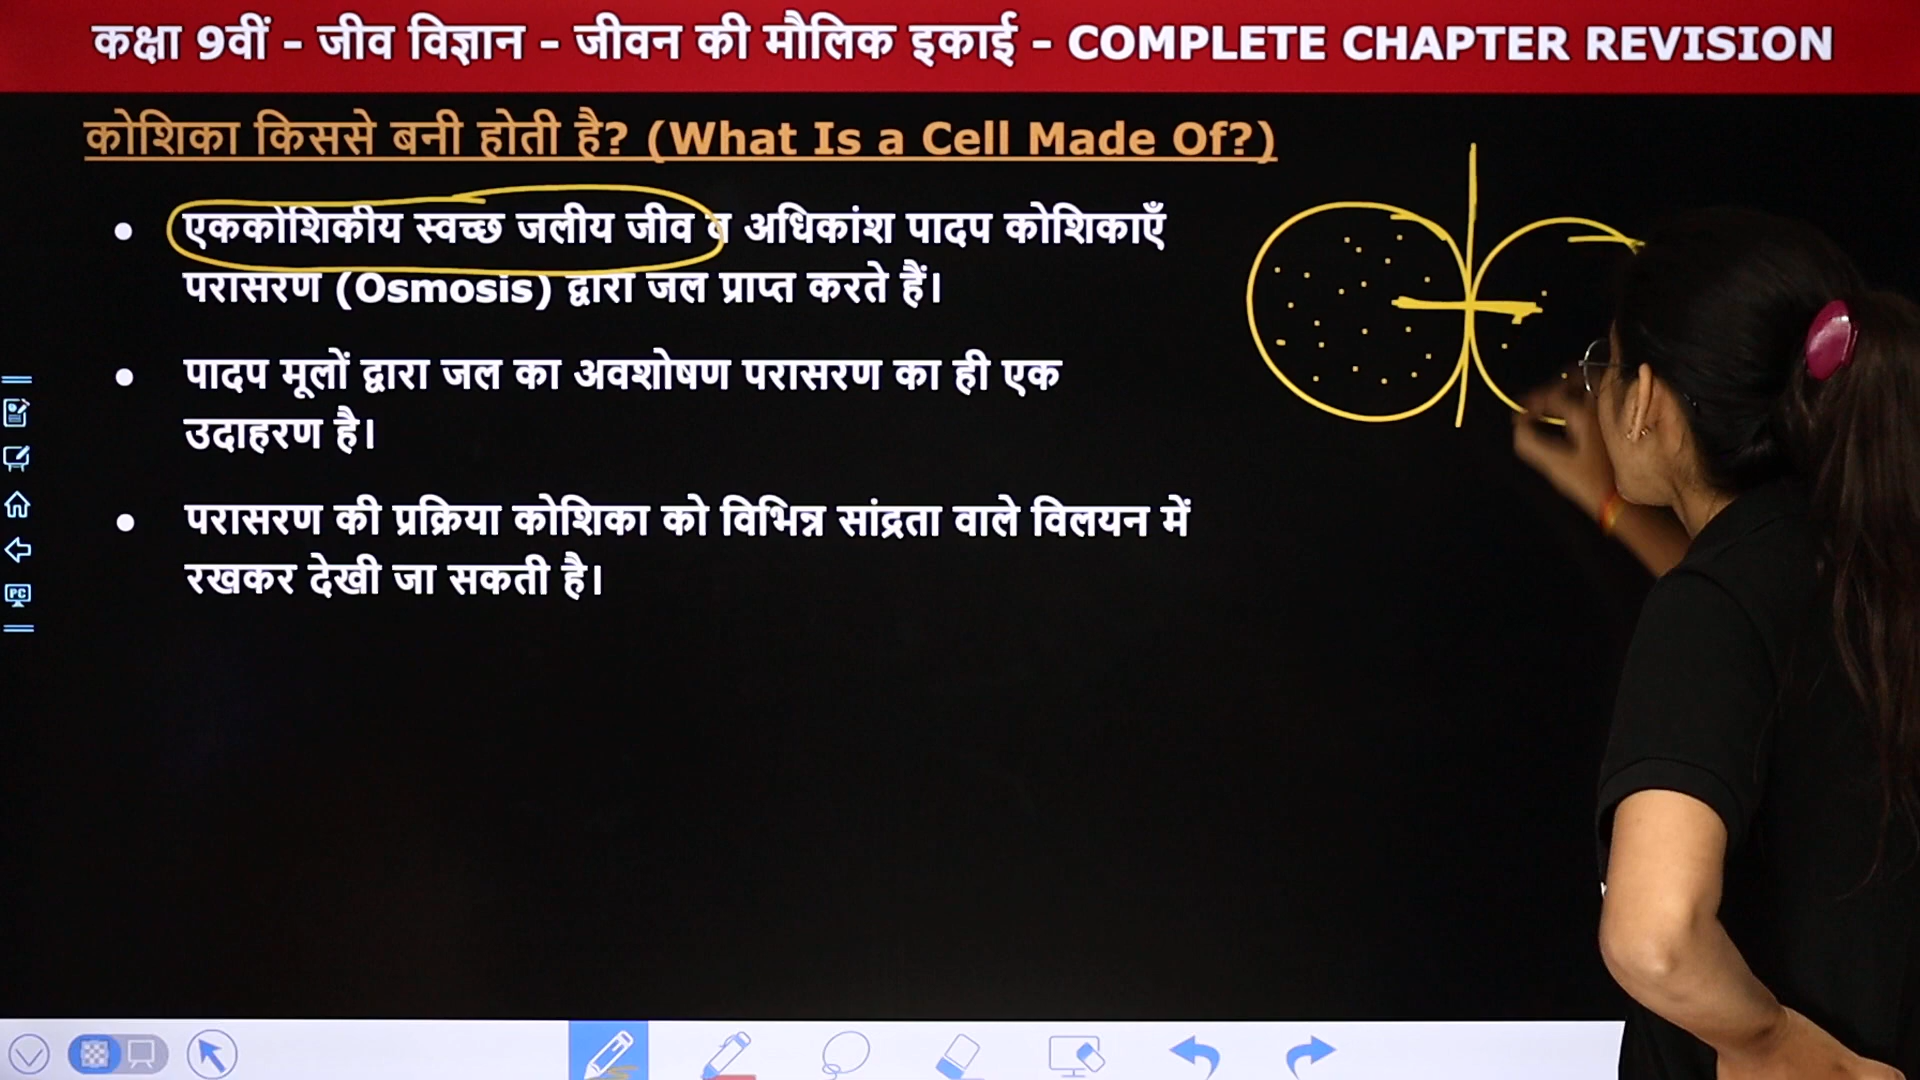 कक्षा 9वीं - जीव विज्ञान - जीवन की मौलिक इकाई - COMPLETE CHAPTER REVISION
कोशिका किससे बनी होती है? (What Is a Cell Made Of?)
• एककोशिकीय स्वच्छ जलीय जीव व अधिकांश पादप कोशिकाएँ
परासरण (Osmosis) द्वारा जल प्राप्त करते हैं।
• पादप मूलों द्वारा जल का अवशोषण परासरण का ही एक
उदाहरण है।
• परासरण की प्रक्रिया कोशिका को विभिन्न सांद्रता वाले विलयन में
रखकर देखी जा सकती है।
PC